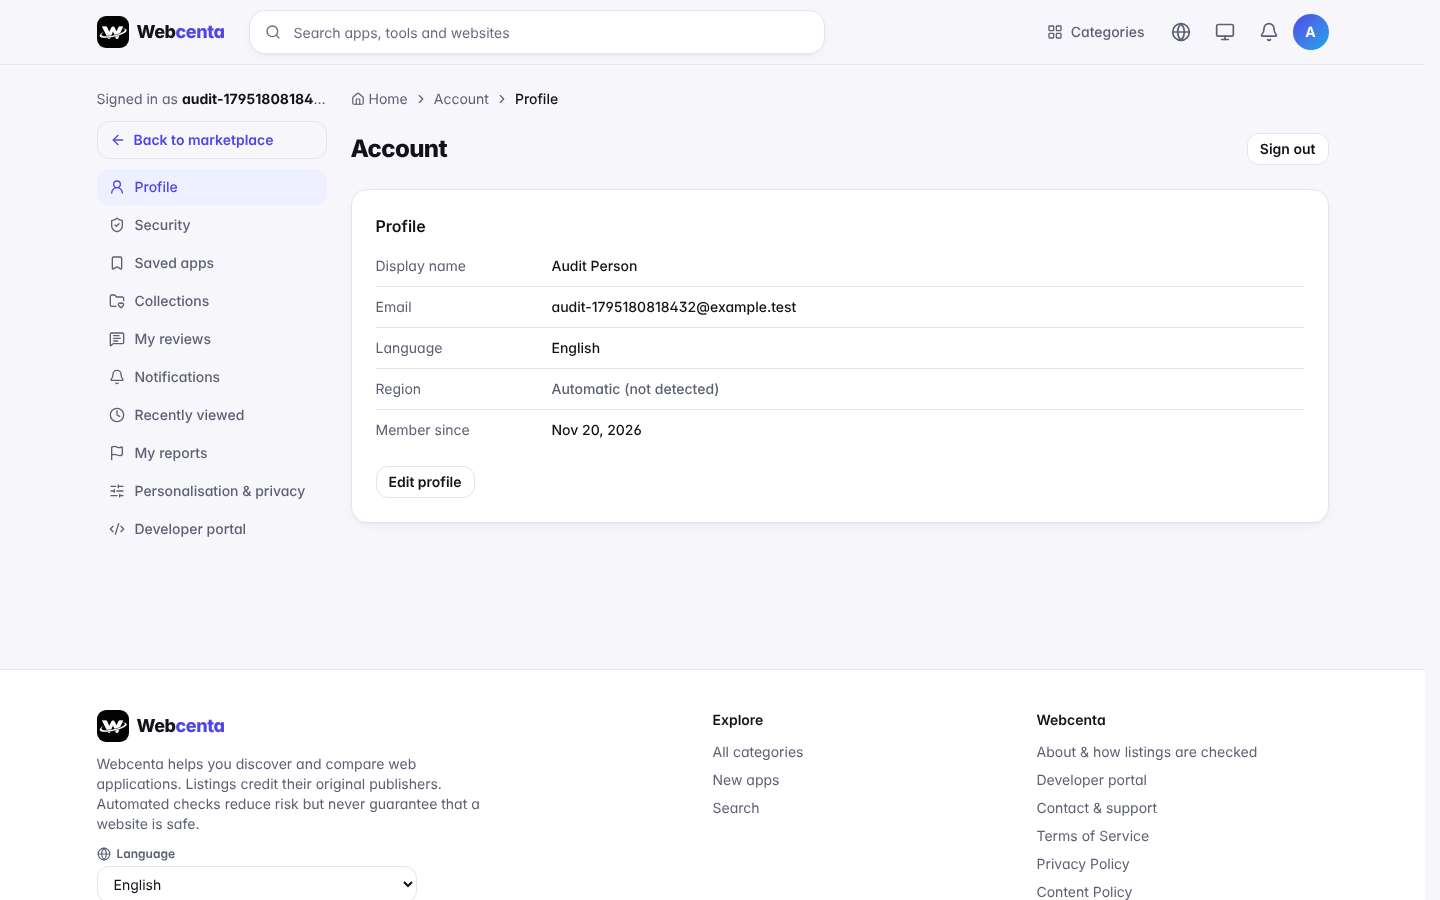 Webcenta
Search apps, tools and websites
Categories
A
Signed in as audit-17951808184...
Back to marketplace
Profile
Security
Saved apps
Collections
My reviews
Notifications
Recently viewed
My reports
Personalisation & privacy
Developer portal
Home > Account > Profile
Account
Sign out
Profile
Display name Audit Person
Email audit-1795180818432@example.test
Language English
Region Automatic (not detected)
Member since Nov 20, 2026
Edit profile
Webcenta
Webcenta helps you discover and compare web
applications. Listings credit their original publishers.
Automated checks reduce risk but never guarantee that a
website is safe.
Language
English
Explore
All categories
New apps
Search
Webcenta
About & how listings are checked
Developer portal
Contact & support
Terms of Service
Privacy Policy
Content Policy